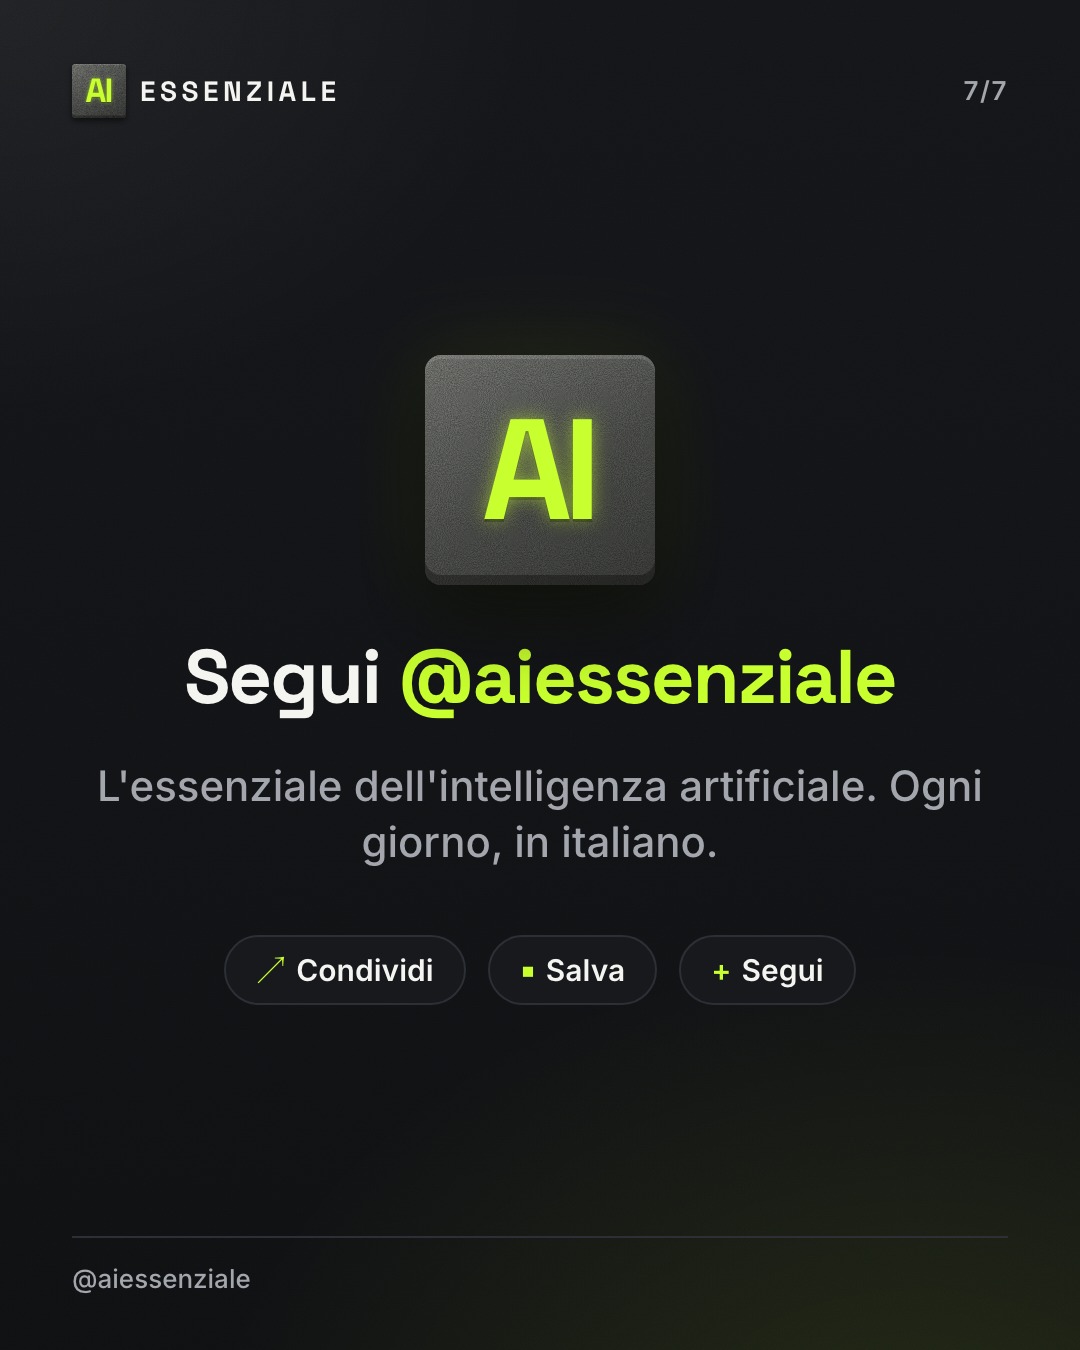 AI ESSENZIALE
7/7
AI
Segui @aiessenziale
L'essenziale dell'intelligenza artificiale. Ogni
giorno, in italiano.
↗ Condividi
▪ Salva
+ Segui
@aiessenziale